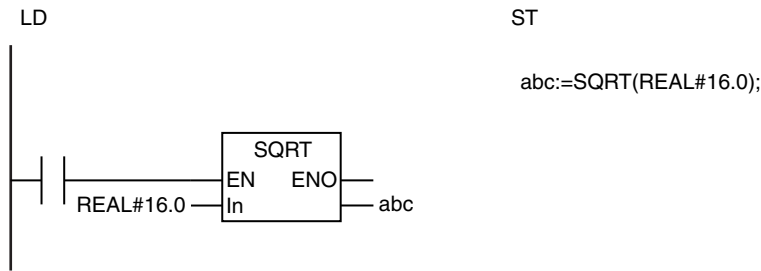 LD
ST
abc:=SQRT(REAL#16.0);
SQRT
EN ENO
REAL#16.0 In abc